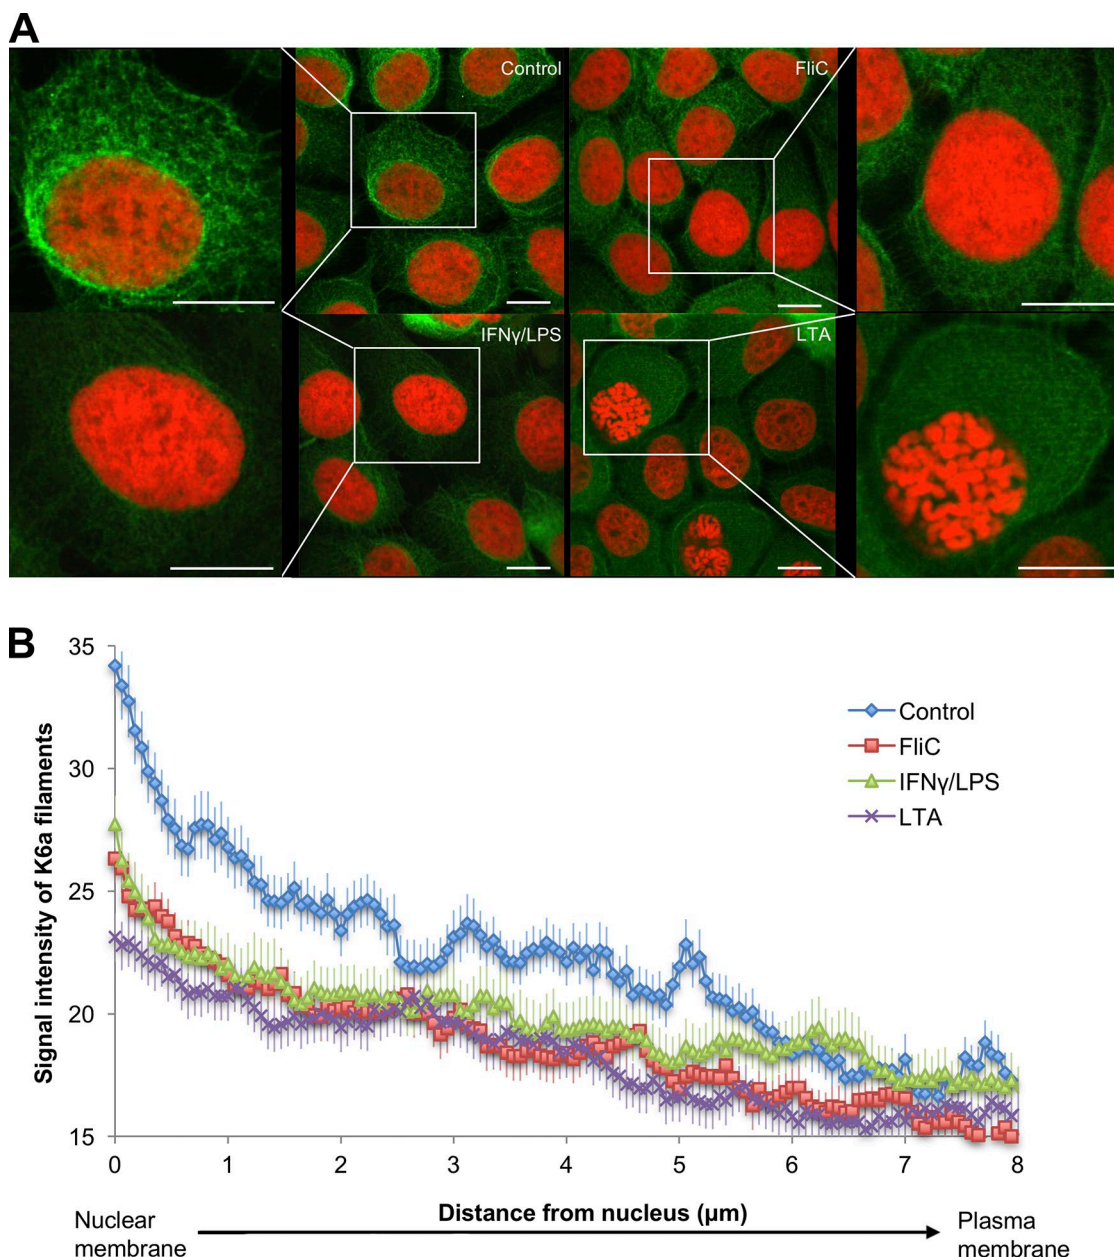 A
Control
FliC
IFNγ/LPS
LTA
B
35
30
25
20
15
Signal intensity of K6a filaments
Control
FliC
IFNγ/LPS
LTA
0 1 2 3 4 5 6 7 8
Distance from nucleus (µm)
Nuclear
membrane
Plasma
membrane